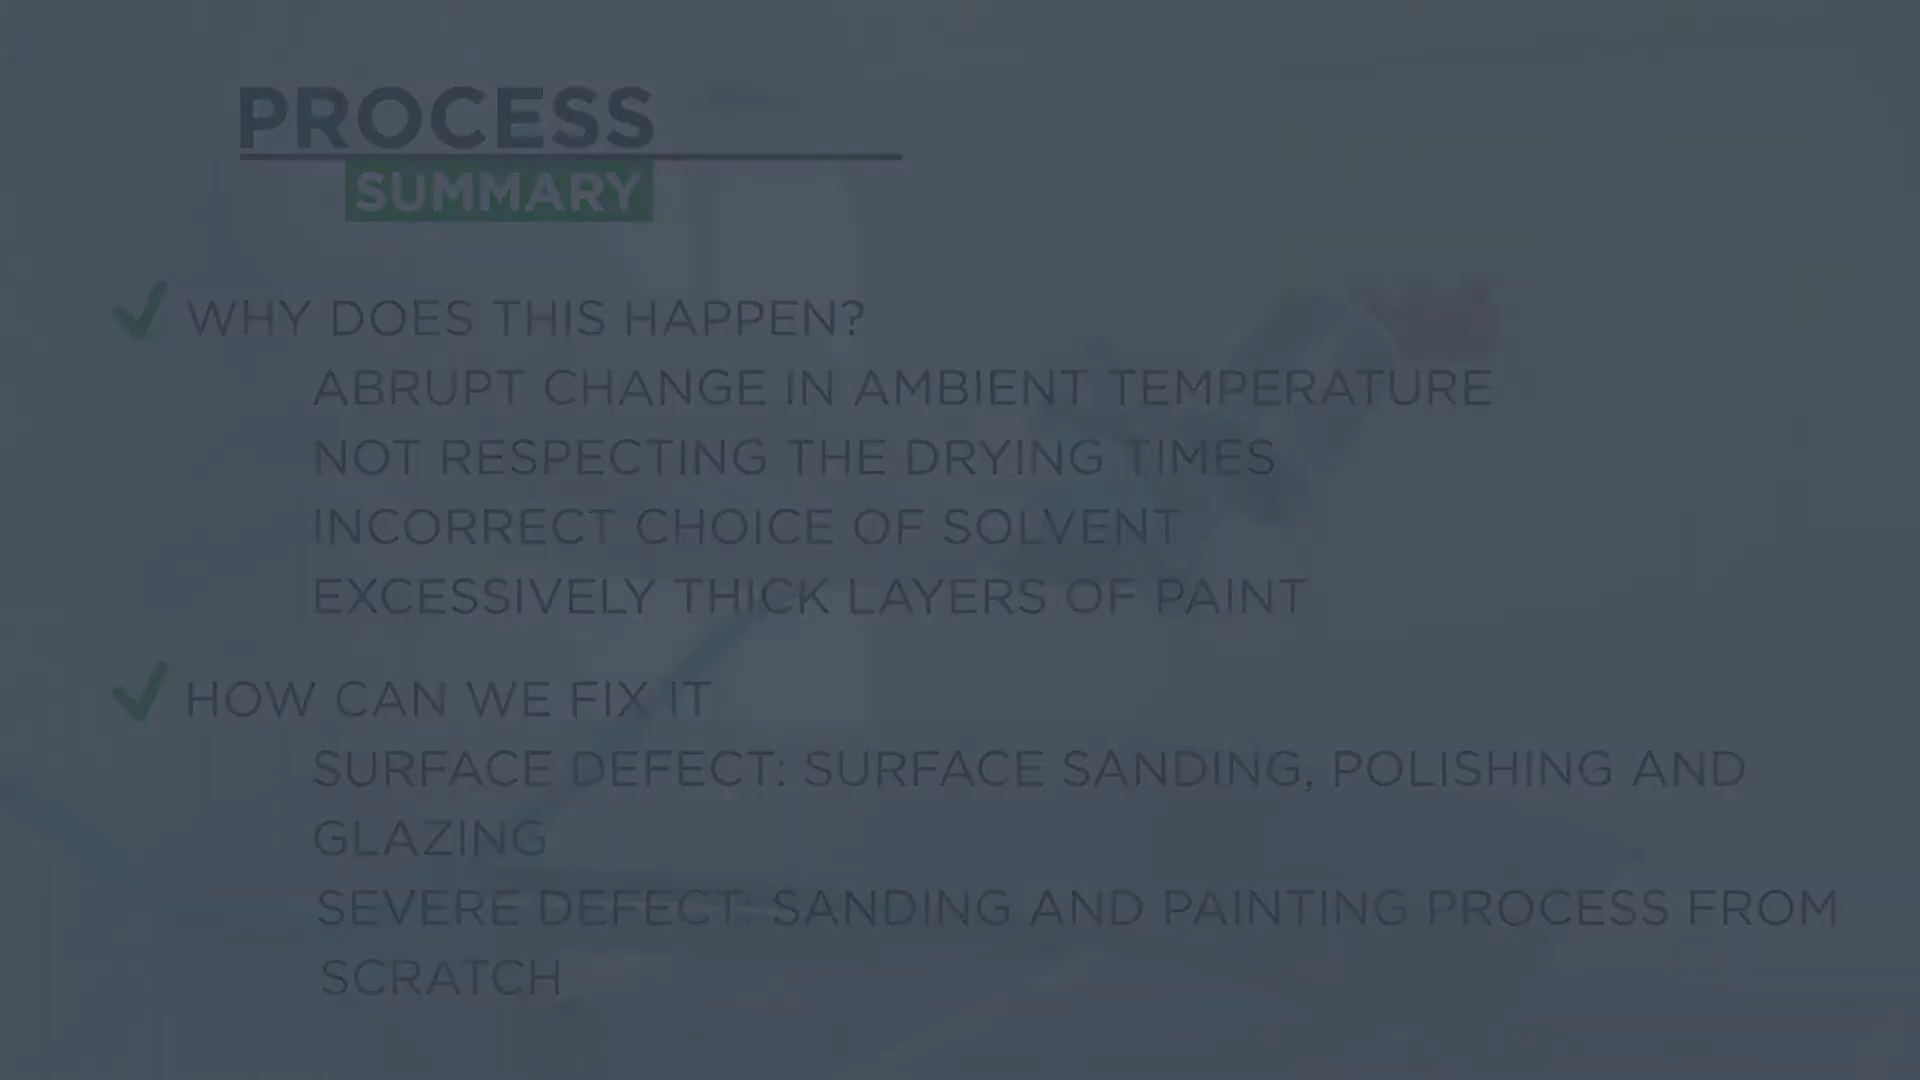 PROCESS
SUMMARY
WHY DOES THIS HAPPEN?
ABRUPT CHANGE IN AMBIENT TEMPERATURE
NOT RESPECTING THE DRYING TIMES
INCORRECT CHOICE OF SOLVENT
EXCESSIVELY THICK LAYERS OF PAINT
HOW CAN WE FIX IT
SURFACE DEFECT: SURFACE SANDING, POLISHING AND
GLAZING
SEVERE DEFECT: SANDING AND PAINTING PROCESS FROM
SCRATCH